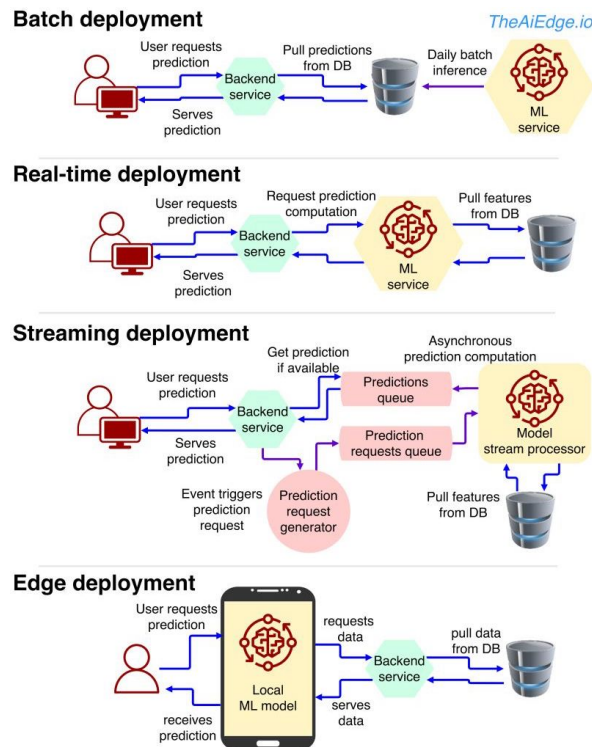 Batch deployment
TheAiEdge.io
User requests
prediction
Pull predictions
from DB
Daily batch
inference
Backend
service
Serves
prediction
ML
service
Real-time deployment
User requests
prediction
Request prediction
computation
Pull features
from DB
Backend
service
Serves
prediction
ML
service
Streaming deployment
Get prediction
if available
Asynchronous
prediction computation
User requests
prediction
Predictions
queue
Backend
service
Serves
prediction
Prediction
requests queue
Model
stream processor
Event triggers
prediction
request
Prediction
request
generator
Pull features
from DB
Edge deployment
User requests
prediction
requests
data
pull data
from DB
Backend
service
Local
ML model
receives
prediction
serves
data